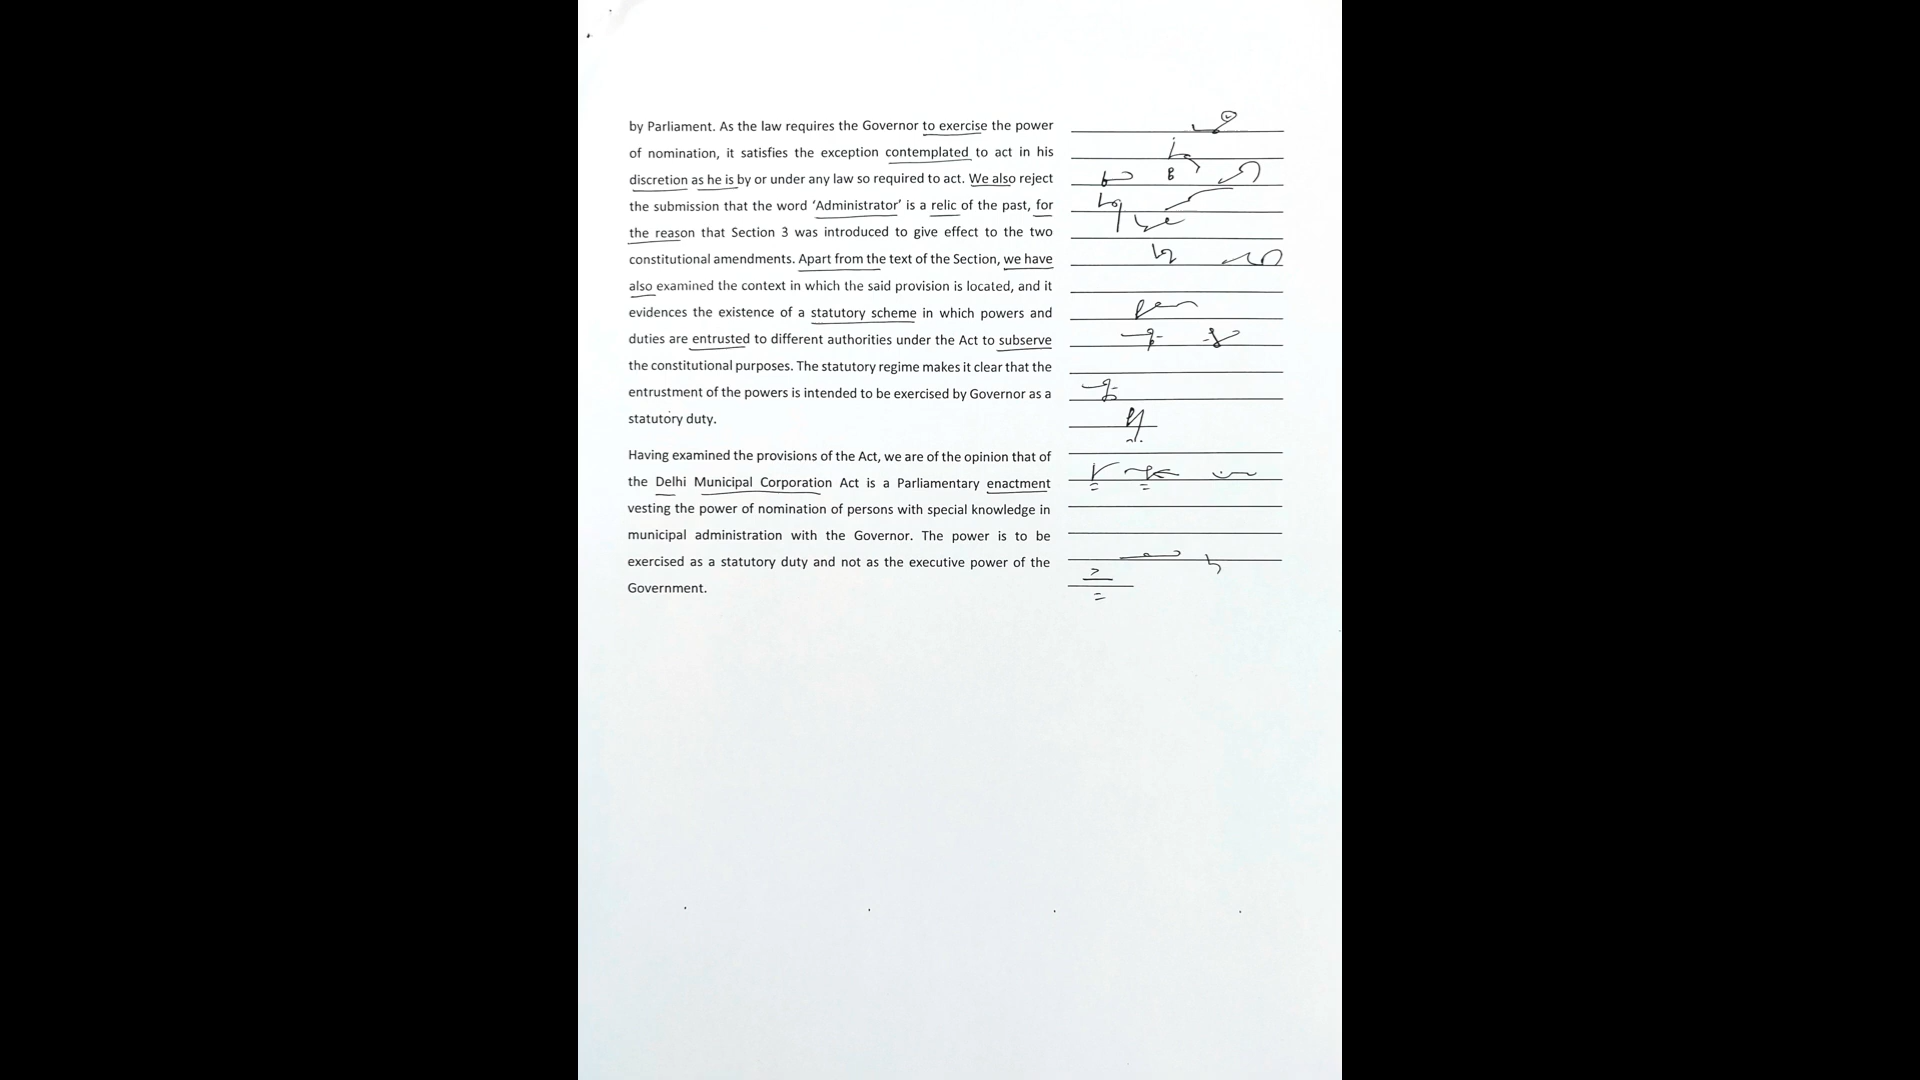 by Parliament. As the law requires the Governor to exercise the power
of nomination, it satisfies the exception contemplated to act in his
discretion as he is by or under any law so required to act. We also reject
the submission that the word ‘Administrator’ is a relic of the past, for
the reason that Section 3 was introduced to give effect to the two
constitutional amendments. Apart from the text of the Section, we have
also examined the context in which the said provision is located, and it
evidences the existence of a statutory scheme in which powers and
duties are entrusted to different authorities under the Act to subserve
the constitutional purposes. The statutory regime makes it clear that the
entrustment of the powers is intended to be exercised by Governor as a
statutory duty.
Having examined the provisions of the Act, we are of the opinion that of
the Delhi Municipal Corporation Act is a Parliamentary enactment
vesting the power of nomination of persons with special knowledge in
municipal administration with the Governor. The power is to be
exercised as a statutory duty and not as the executive power of the
Government.